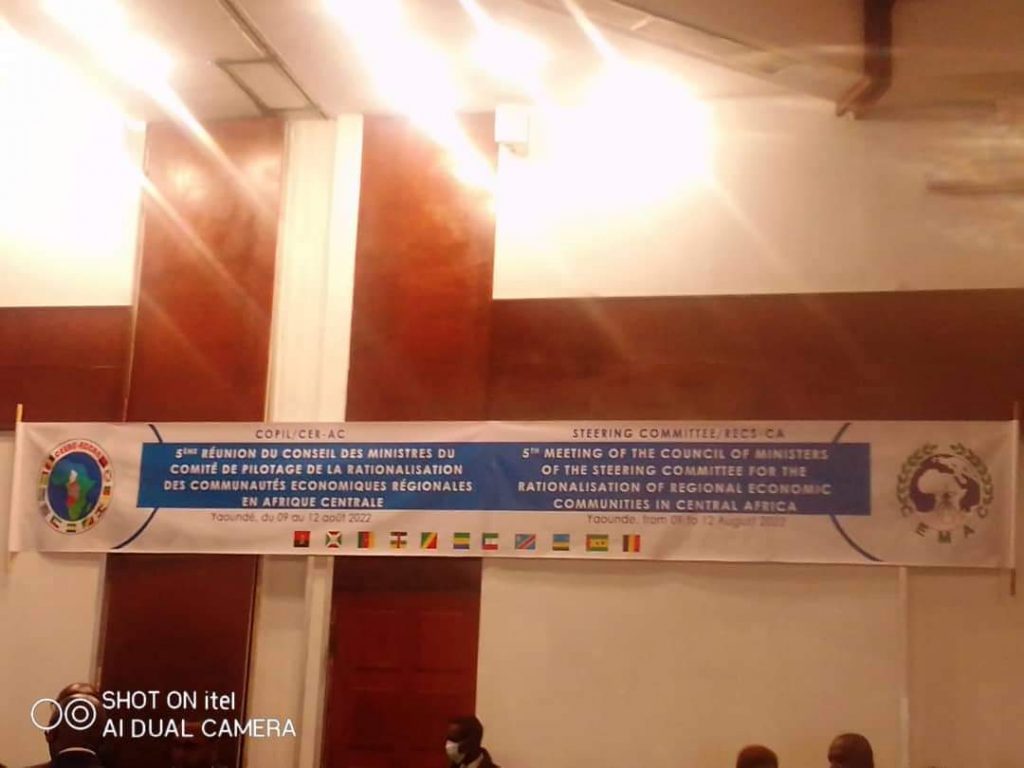 COPIL/CER-AC
5ÈME RÉUNION DU CONSEIL DES MINISTRES DU
COMITÉ DE PILOTAGE DE LA RATIONALISATION
DES COMMUNAUTÉS ECONOMIQUES RÉGIONALES
EN AFRIQUE CENTRALE
Yaoundé, du 09 au 12 août 2022
STEERING COMMITTEE/RECS-CA
5TH MEETING OF THE COUNCIL OF MINISTERS
OF THE STEERING COMMITTEE FOR THE
RATIONALISATION OF REGIONAL ECONOMIC
COMMUNITIES IN CENTRAL AFRICA
Yaounde, from 09 to 12 August 2022
CEMAC
SHOT ON itel
AI DUAL CAMERA